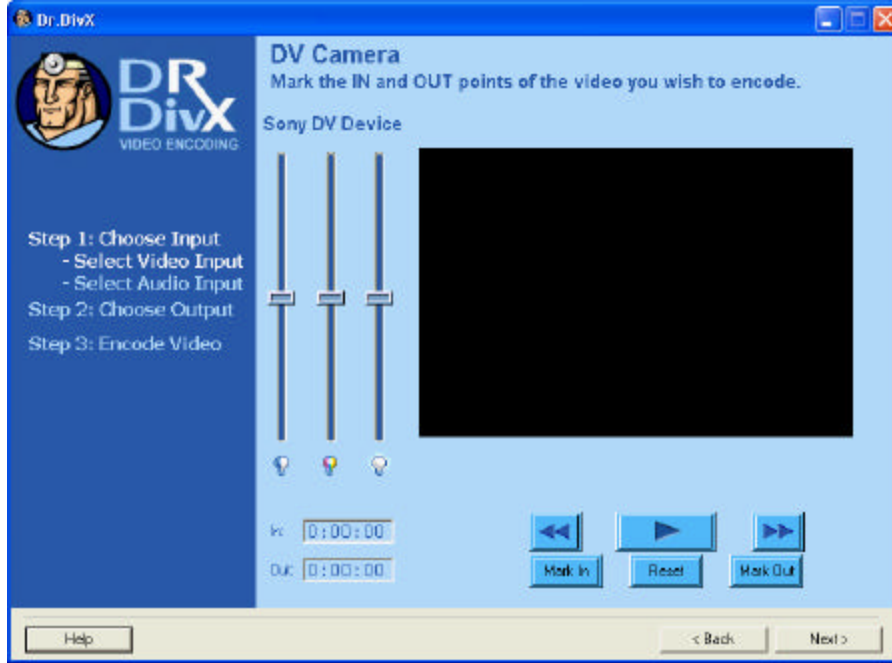 Dr.DivX
DR
DivX
VIDEO ENCODING
DV Camera
Mark the IN and OUT points of the video you wish to encode.
Sony DV Device
Step 1: Choose Input
- Select Video Input
- Select Audio Input
Step 2: Choose Output
Step 3: Encode Video
In: 0:00:00
Out: 0:00:00
Mark In
Reset
Mark Out
Help
< Back
Next >